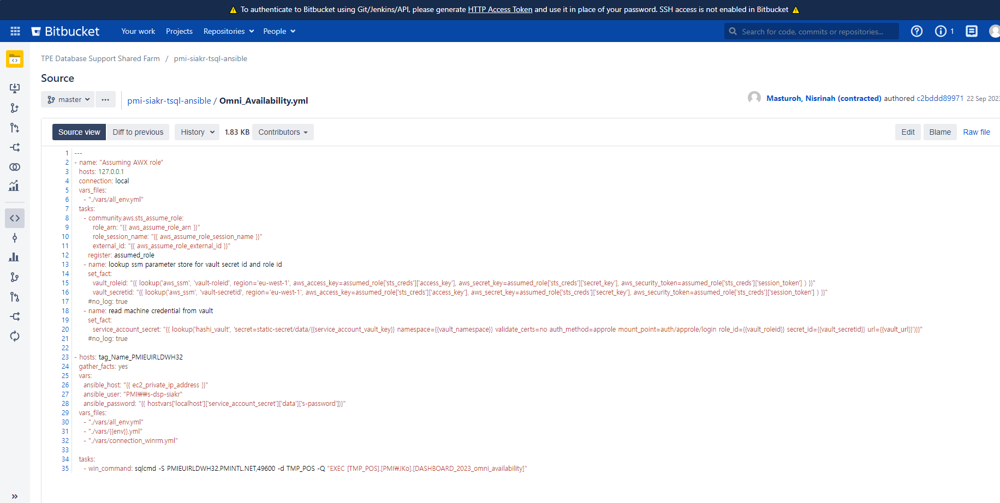 ⚠ To authenticate to Bitbucket using Git/Jenkins/API, please generate HTTP Access Token and use it in place of your password. SSH access is not enabled in Bitbucket ⚠
Bitbucket Your work Projects Repositories People Search for code, commits or repositories... 1
TPE Database Support Shared Farm / pmi-siakr-tsql-ansible
Source
master ··· pmi-siakr-tsql-ansible / Omni_Availability.yml Masturoh, Nisrinah (contracted) authored c2bddd89971 22 Sep 2023
Source view Diff to previous History 1.83 KB Contributors Edit Blame Raw file
1 ---
2 - name: "Assuming AWX role"
3   hosts: 127.0.0.1
4   connection: local
5   vars_files:
6     - "./vars/all_env.yml"
7   tasks:
8     - community.aws.sts_assume_role:
9         role_arn: "{{ aws_assume_role_arn }}"
10         role_session_name: "{{ aws_assume_role_session_name }}"
11         external_id: "{{ aws_assume_role_external_id }}"
12       register: assumed_role
13     - name: lookup ssm parameter store for vault secret id and role id
14       set_fact:
15         vault_roleid: "{{ lookup('aws_ssm', 'vault-roleid', region='eu-west-1', aws_access_key=assumed_role['sts_creds']['access_key'], aws_secret_key=assumed_role['sts_creds']['secret_key'], aws_security_token=assumed_role['sts_creds']['session_token'] ) }}"
16         vault_secretid: "{{ lookup('aws_ssm', 'vault-secretid', region='eu-west-1', aws_access_key=assumed_role['sts_creds']['access_key'], aws_secret_key=assumed_role['sts_creds']['secret_key'], aws_security_token=assumed_role['sts_creds']['session_token'] ) }}"
17       #no_log: true
18     - name: read machine credential from vault
19       set_fact:
20         service_account_secret: "{{ lookup('hashi_vault', 'secret=static-secret/data/{{service_account_vault_key}} namespace={{vault_namespace}} validate_certs=no auth_method=approle mount_point=auth/approle/login role_id={{vault_roleid}} secret_id={{vault_secretid}} url={{vault_url}}')}}"
21       #no_log: true
22
23 - hosts: tag_Name_PMIEUIRLDWH32
24   gather_facts: yes
25   vars:
26     ansible_host: "{{ ec2_private_ip_address }}"
27     ansible_user: "PMI₩₩s-dsp-siakr"
28     ansible_password: "{{ hostvars['localhost']['service_account_secret']['data']['s-password']}}"
29   vars_files:
30     - "./vars/all_env.yml"
31     - "./vars/{{env}}.yml"
32     - "./vars/connection_winrm.yml"
33
34   tasks:
35     - win_command: sqlcmd -S PMIEUIRLDWH32.PMINTL.NET,49600 -d TMP_POS -Q "EXEC [TMP_POS].[PMI₩JKo].[DASHBOARD_2023_omni_availability]"